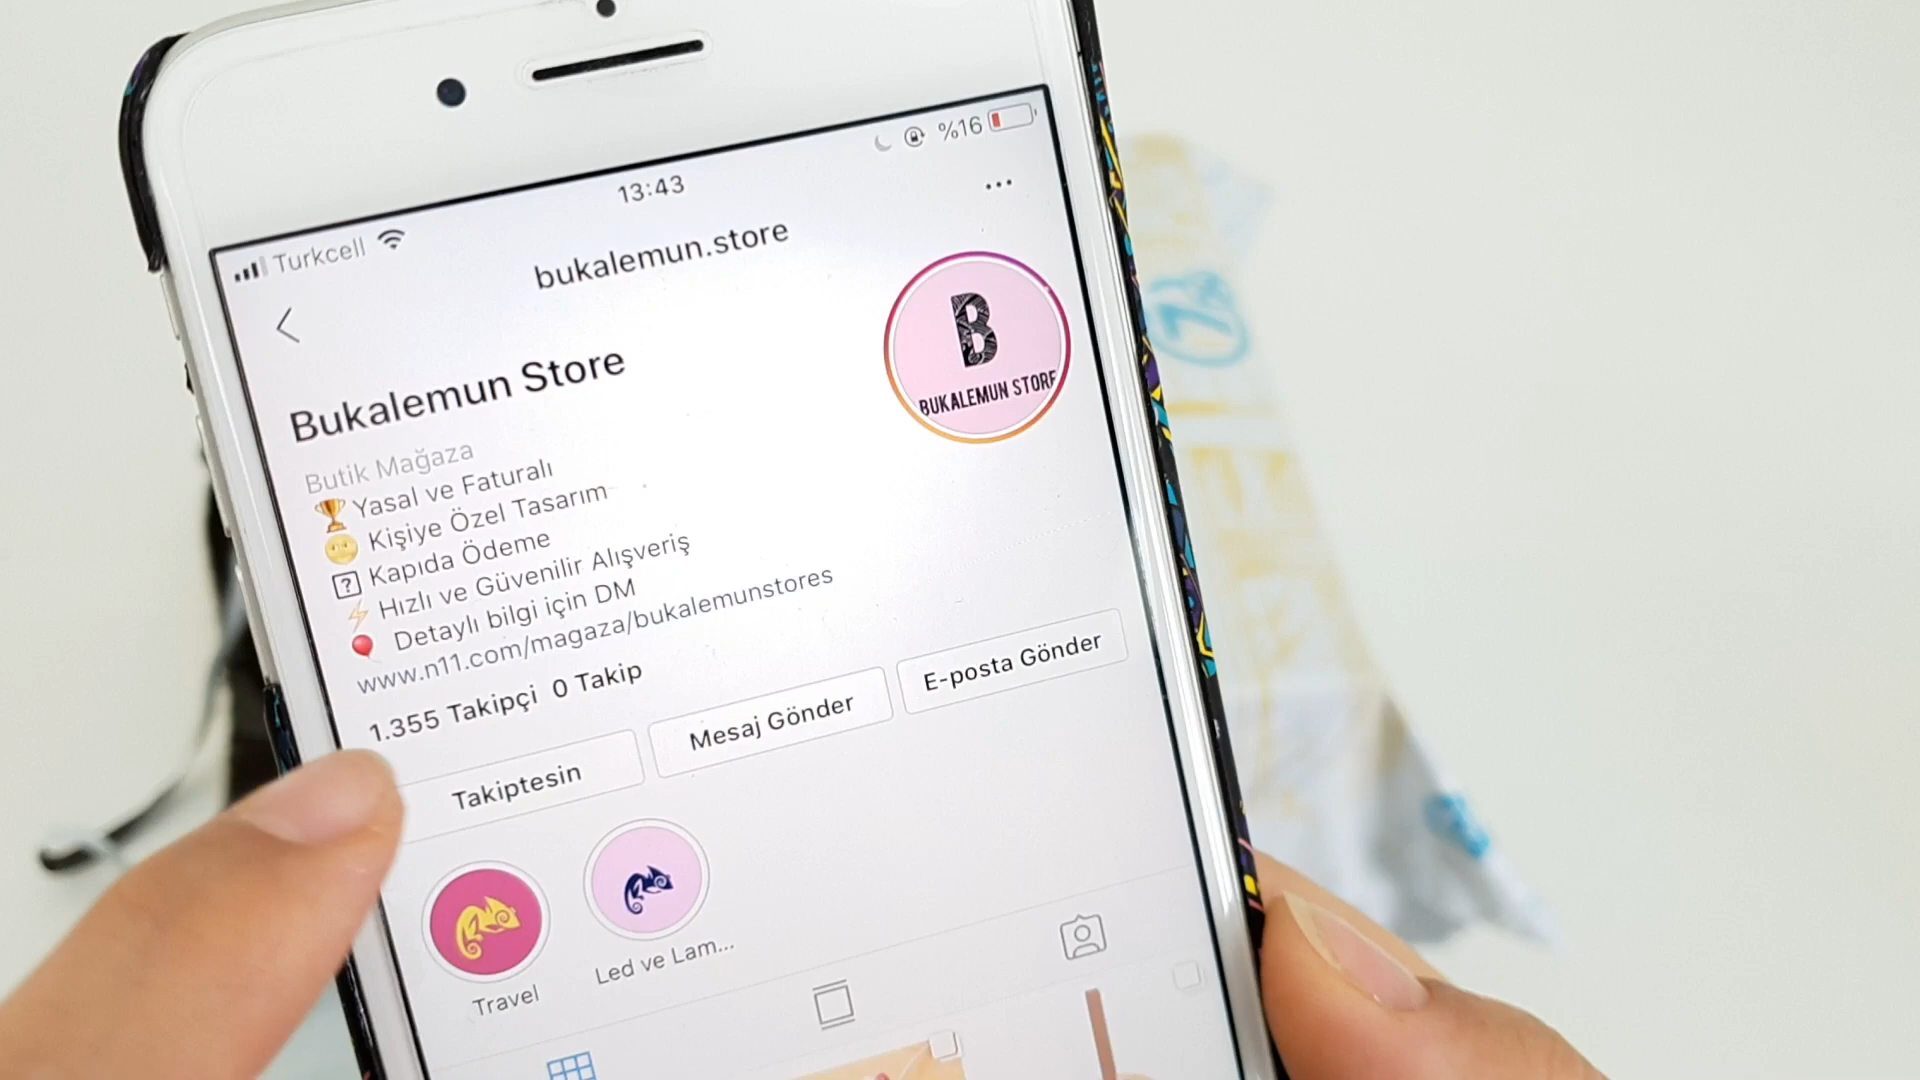 Turkcell 13:43 %16
bukalemun.store
Bukalemun Store
B
BUKALEMUN STORE
Butik Mağaza
Yasal ve Faturalı
Kişiye Özel Tasarım
Kapıda Ödeme
Hızlı ve Güvenilir Alışveriş
Detaylı bilgi için DM
www.n11.com/magaza/bukalemunstores
1.355 Takipçi 0 Takip
Takiptesin
Mesaj Gönder
E-posta Gönder
Travel
Led ve Lam...